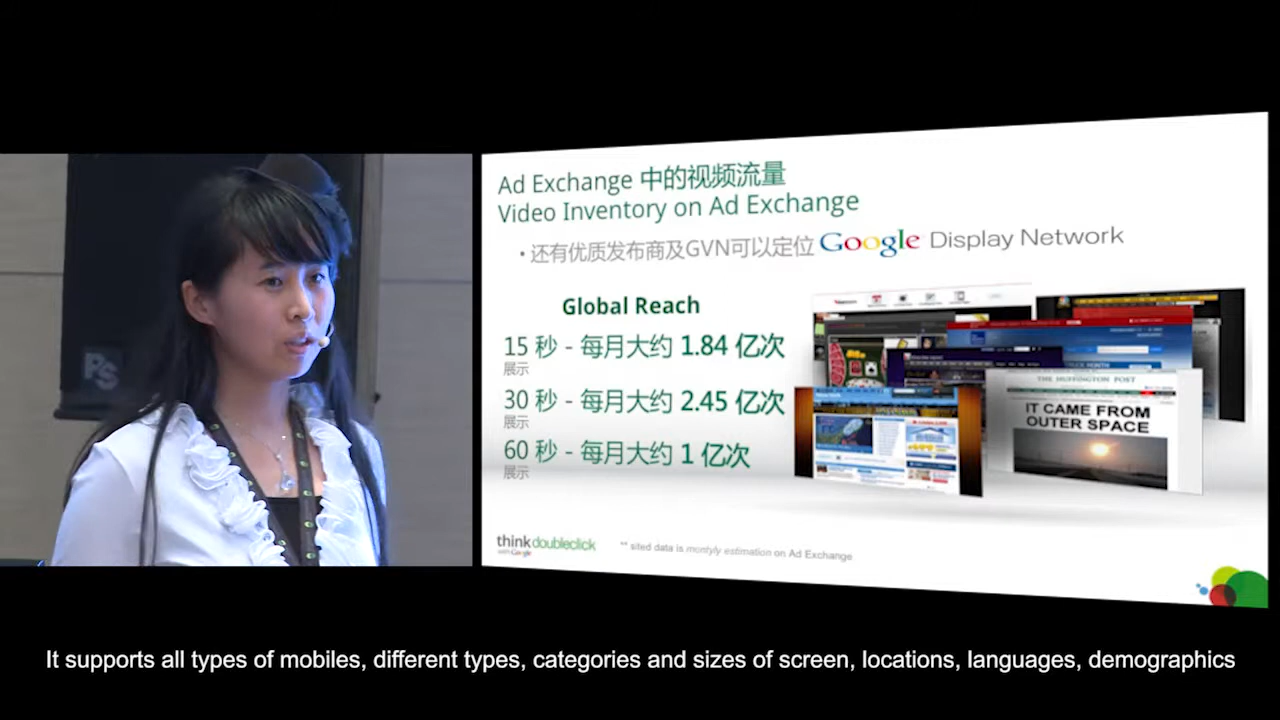 Ad Exchange 中的视频流量
Video Inventory on Ad Exchange
• 还有优质发布商及GVN可以定位 Google Display Network
Global Reach
15 秒 - 每月大约 1.84 亿次
展示
30 秒 - 每月大约 2.45 亿次
展示
60 秒 - 每月大约 1 亿次
展示
THE HUFFINGTON POST
IT CAME FROM
OUTER SPACE
PS
thinkdoubleclick
with Google
** sited data is montyly estimation on Ad Exchange
It supports all types of mobiles, different types, categories and sizes of screen, locations, languages, demographics